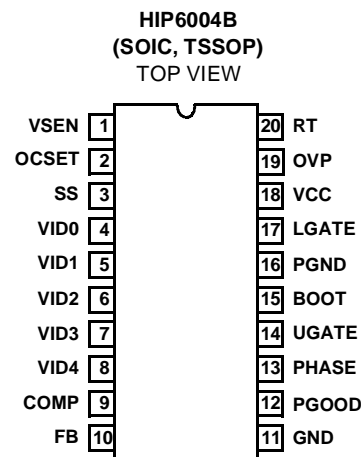 HIP6004B
(SOIC, TSSOP)
TOP VIEW
VSEN 1 20 RT
OCSET 2 19 OVP
SS 3 18 VCC
VID0 4 17 LGATE
VID1 5 16 PGND
VID2 6 15 BOOT
VID3 7 14 UGATE
VID4 8 13 PHASE
COMP 9 12 PGOOD
FB 10 11 GND